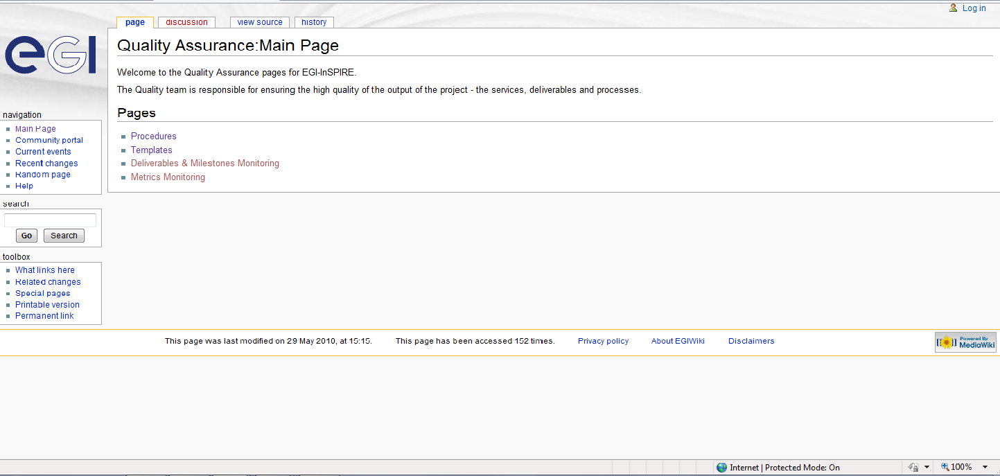 Log in
page discussion view source history
eGI
Quality Assurance:Main Page
Welcome to the Quality Assurance pages for EGI-InSPIRE.
The Quality team is responsible for ensuring the high quality of the output of the project - the services, deliverables and processes.
Pages
Procedures
Templates
Deliverables & Milestones Monitoring
Metrics Monitoring
navigation
Main Page
Community portal
Current events
Recent changes
Random page
Help
search
Go Search
toolbox
What links here
Related changes
Special pages
Printable version
Permanent link
This page was last modified on 29 May 2010, at 15:15. This page has been accessed 152 times. Privacy policy About EGIWiki Disclaimers
Powered By
MediaWiki
Internet | Protected Mode: On 100%